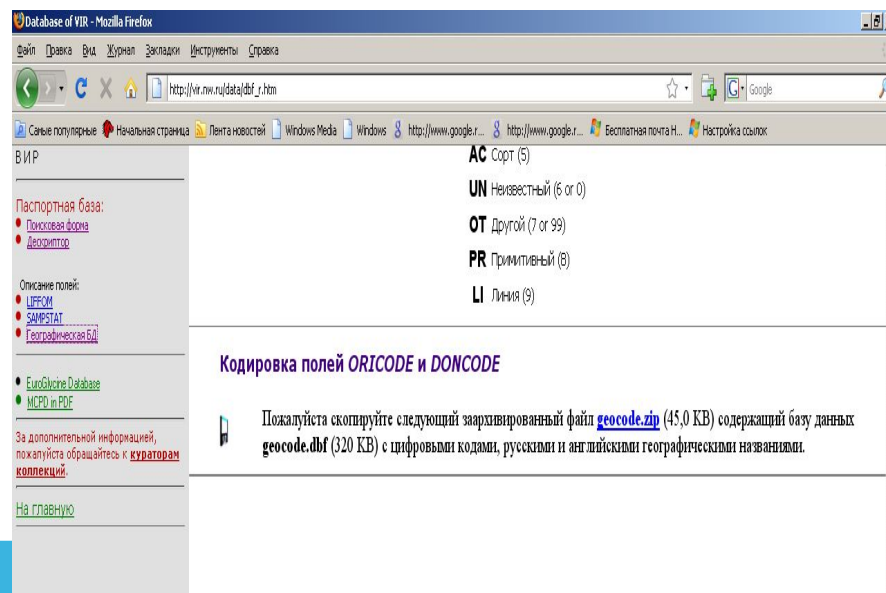 Database of VIR - Mozilla Firefox
Файл Правка Вид Журнал Закладки Инструменты Справка
http://vir.nw.ru/data/dbf_r.htm Google
Самые популярные Начальная страница Лента новостей Windows Media Windows http://www.google.r... http://www.google.r... Бесплатная почта H... Настройка ссылок
ВИР
Паспортная база:
Поисковая форма
Дескриптор
Описание полей:
LIFFOM
SAMPSTAT
Географическая БД
EuroGlycine Database
MCPD in PDF
За дополнительной информацией,
пожалуйста обращайтесь к кураторам
коллекций.
На главную
AC Сорт (5)
UN Неизвестный (6 or 0)
OT Другой (7 or 99)
PR Примитивный (8)
LI Линия (9)
Кодировка полей ORICODE и DONCODE
Пожалуйста скопируйте следующий заархивированный файл geocode.zip (45,0 KB) содержащий базу данных
geocode.dbf (320 KB) с цифровыми кодами, русскими и английскими географическими названиями.